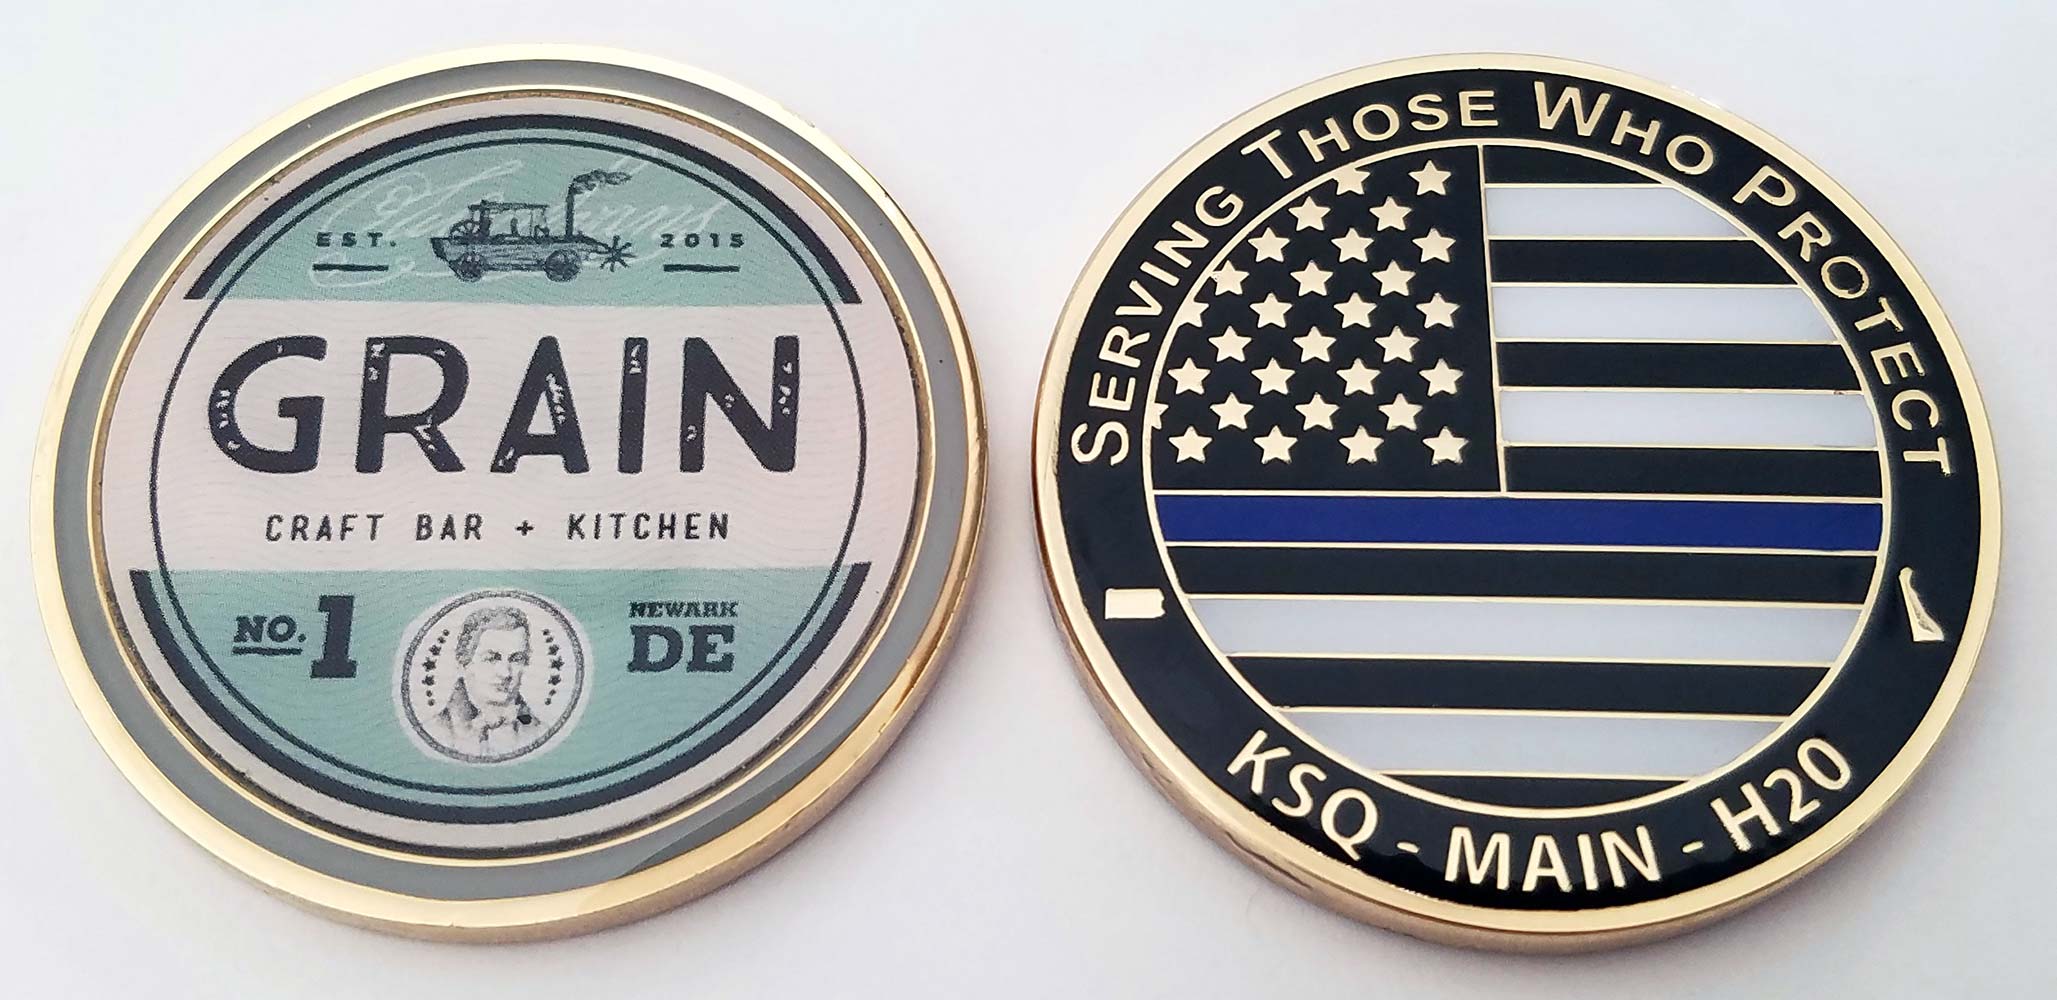 EST. 2015
GRAIN
CRAFT BAR + KITCHEN
NO. 1
NEWARK
DE
SERVING THOSE WHO PROTECT
KSQ - MAIN - H20